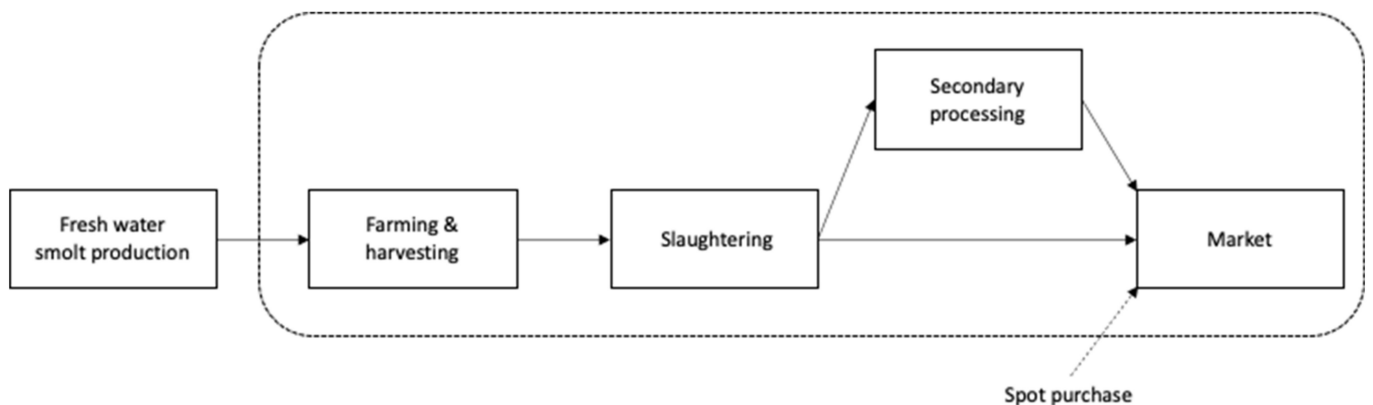 Secondary
processing
Fresh water
smolt production
Farming &
harvesting
Slaughtering
Market
Spot purchase